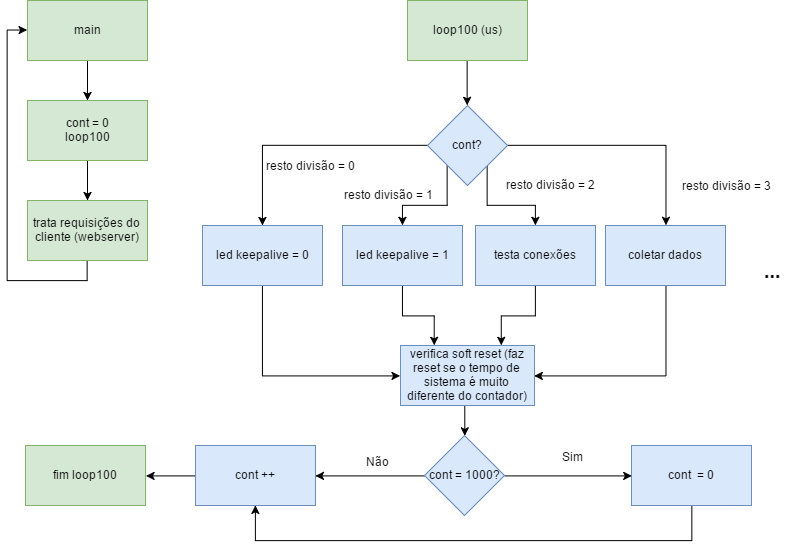 main
loop100 (us)
cont = 0
loop100
cont?
resto divisão = 0
resto divisão = 1
resto divisão = 2
resto divisão = 3
trata requisições do
cliente (webserver)
led keepalive = 0
led keepalive = 1
testa conexões
coletar dados
...
verifica soft reset (faz
reset se o tempo de
sistema é muito
diferente do contador)
Não
Sim
fim loop100
cont ++
cont = 1000?
cont = 0